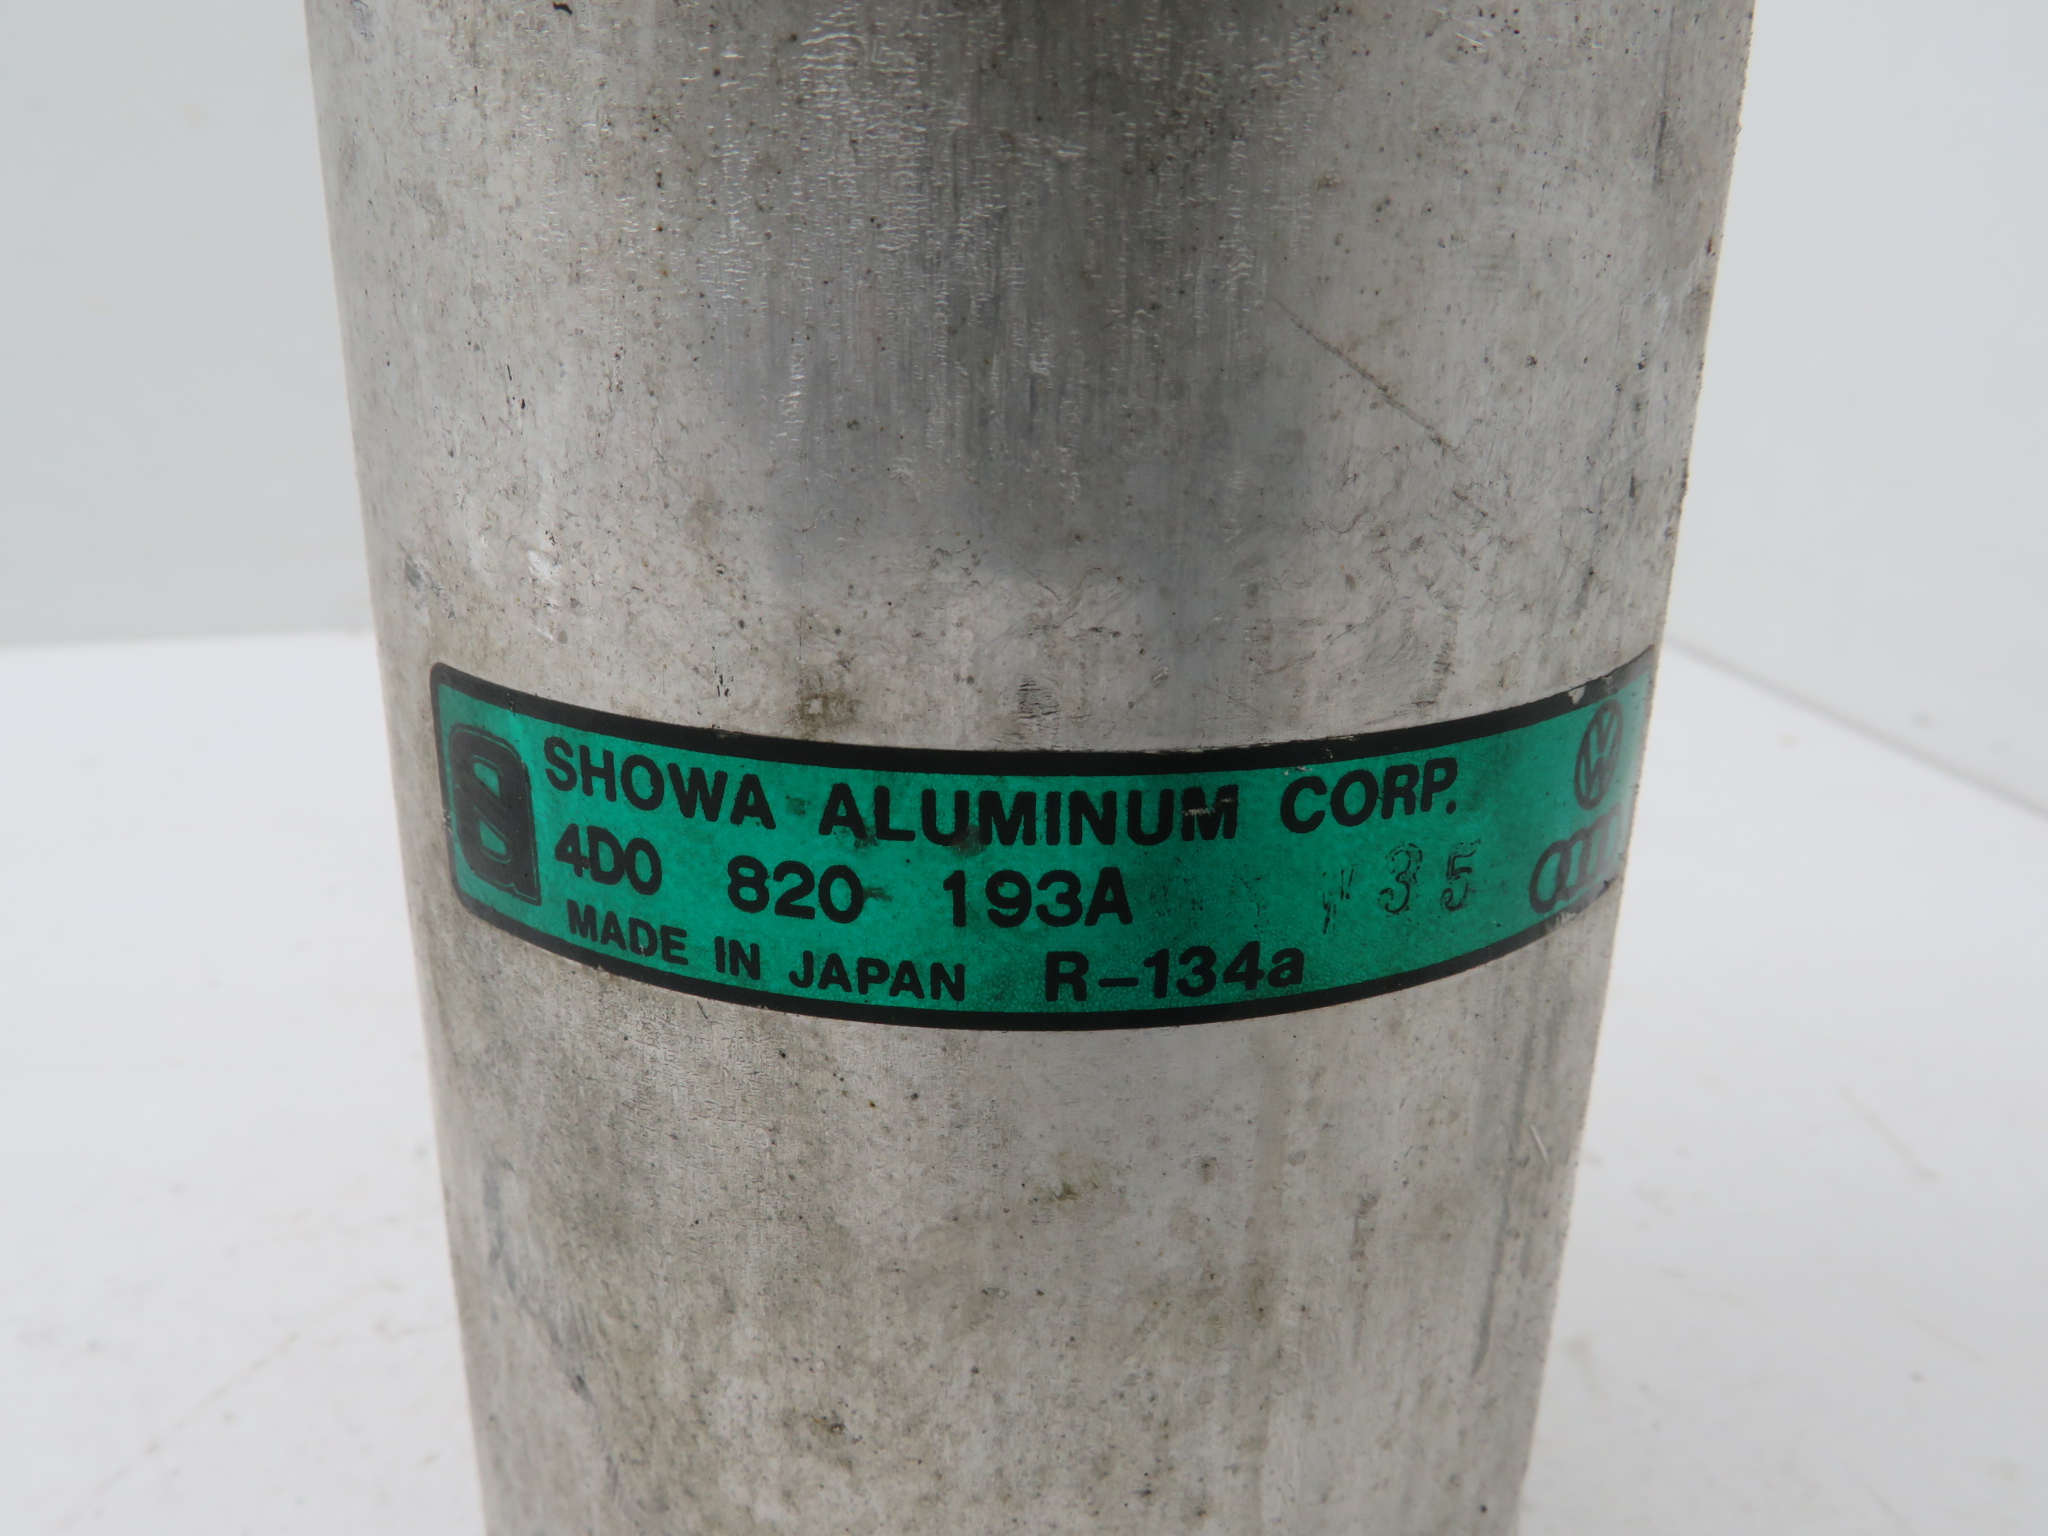 SHOWA ALUMINUM CORP.
4D0 820 193A 35
MADE IN JAPAN R-134a